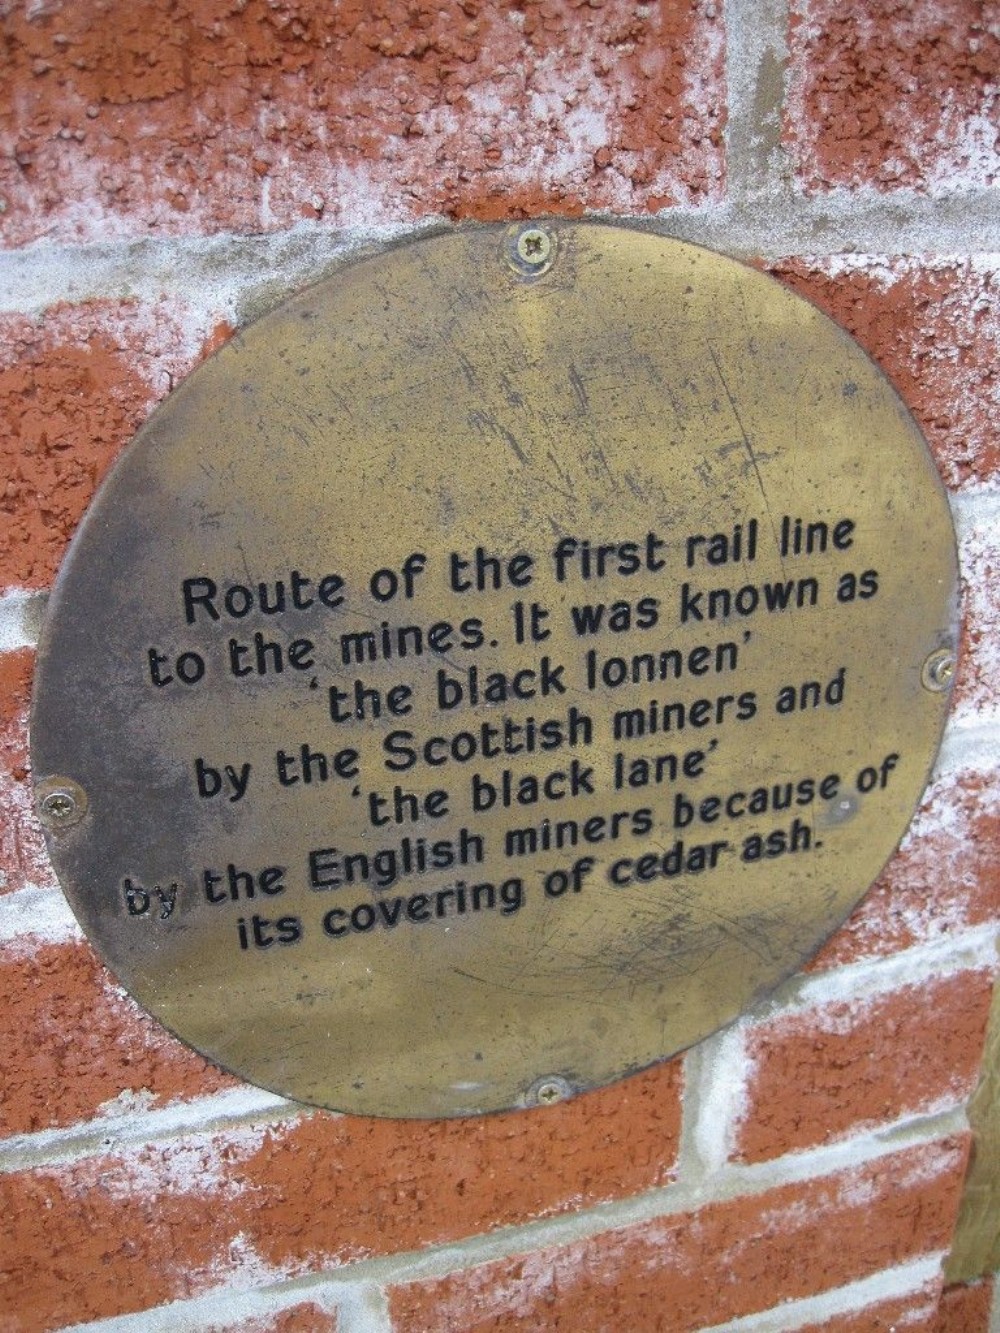 Route of the first rail line
to the mines. It was known as
'the black lonnen'
by the Scottish miners and
'the black lane'
by the English miners because of
its covering of cedar ash.